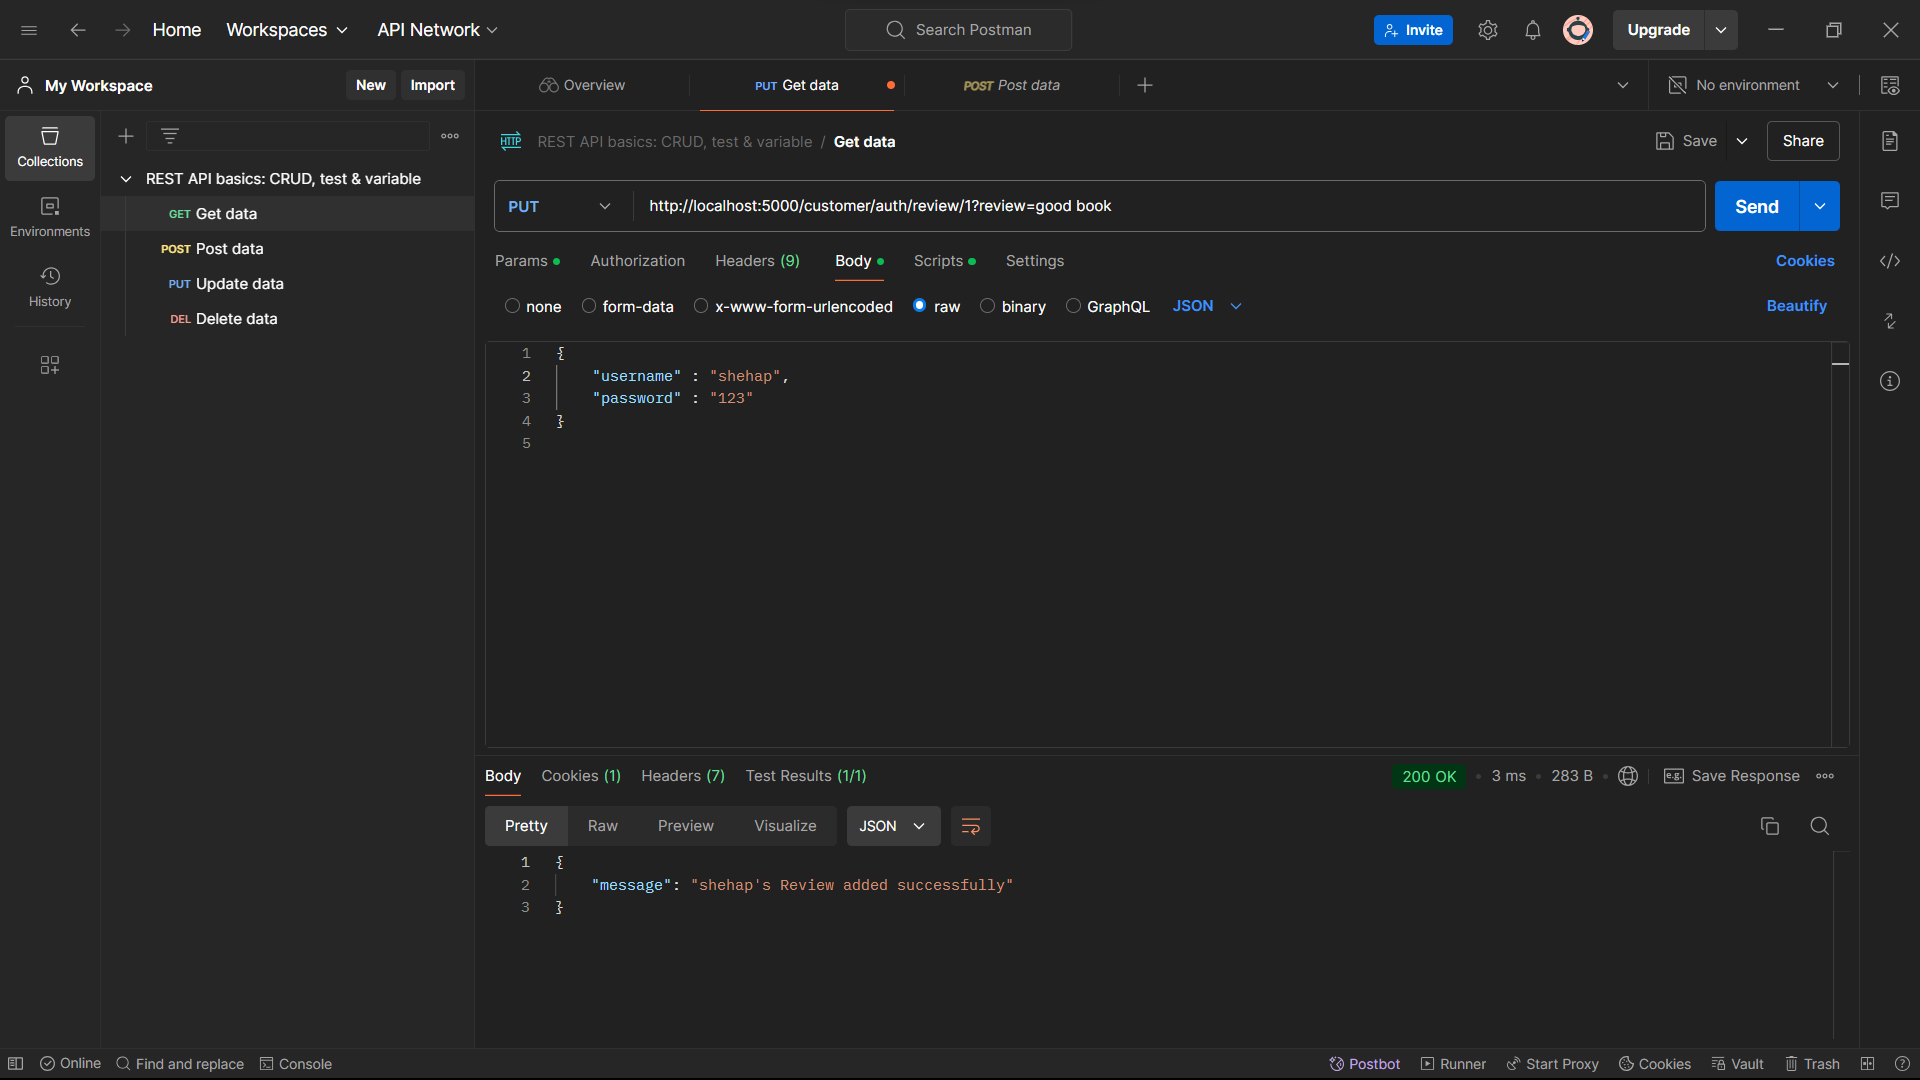 Home Workspaces API Network Search Postman Invite Upgrade
My Workspace New Import Overview PUT Get data POST Post data No environment
Collections
Environments
History
REST API basics: CRUD, test & variable
GET Get data
POST Post data
PUT Update data
DEL Delete data
HTTP REST API basics: CRUD, test & variable / Get data Save Share
PUT http://localhost:5000/customer/auth/review/1?review=good book Send
Params Authorization Headers (9) Body Scripts Settings Cookies
none form-data x-www-form-urlencoded raw binary GraphQL JSON Beautify
1 {
2 "username" : "shehap",
3 "password" : "123"
4 }
5
Body Cookies (1) Headers (7) Test Results (1/1) 200 OK 3 ms 283 B e.g. Save Response
Pretty Raw Preview Visualize JSON
1 {
2 "message": "shehap's Review added successfully"
3 }
Online Find and replace Console Postbot Runner Start Proxy Cookies Vault Trash